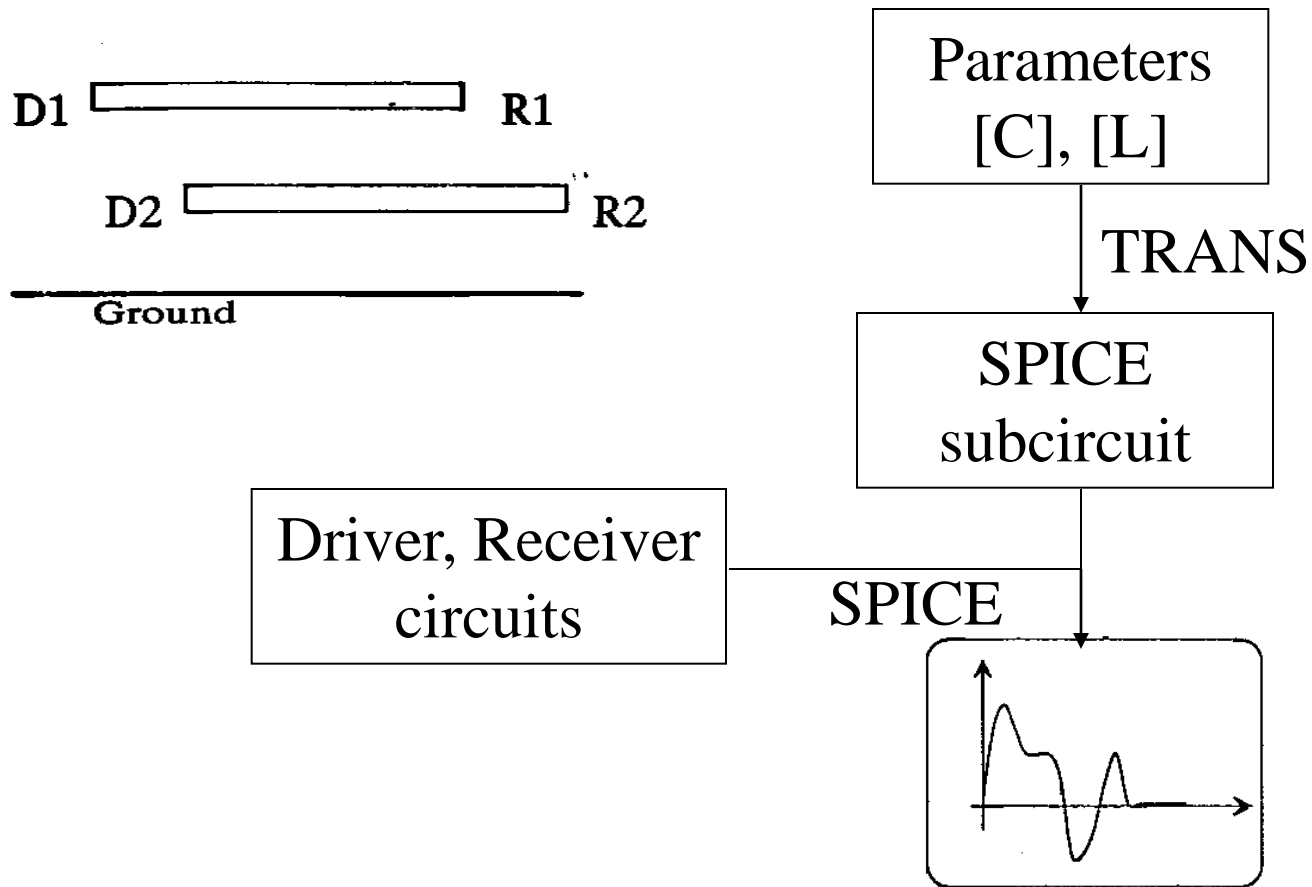 D1
R1
D2
R2
Ground
Parameters
[C], [L]
TRANS
SPICE
subcircuit
Driver, Receiver
circuits
SPICE